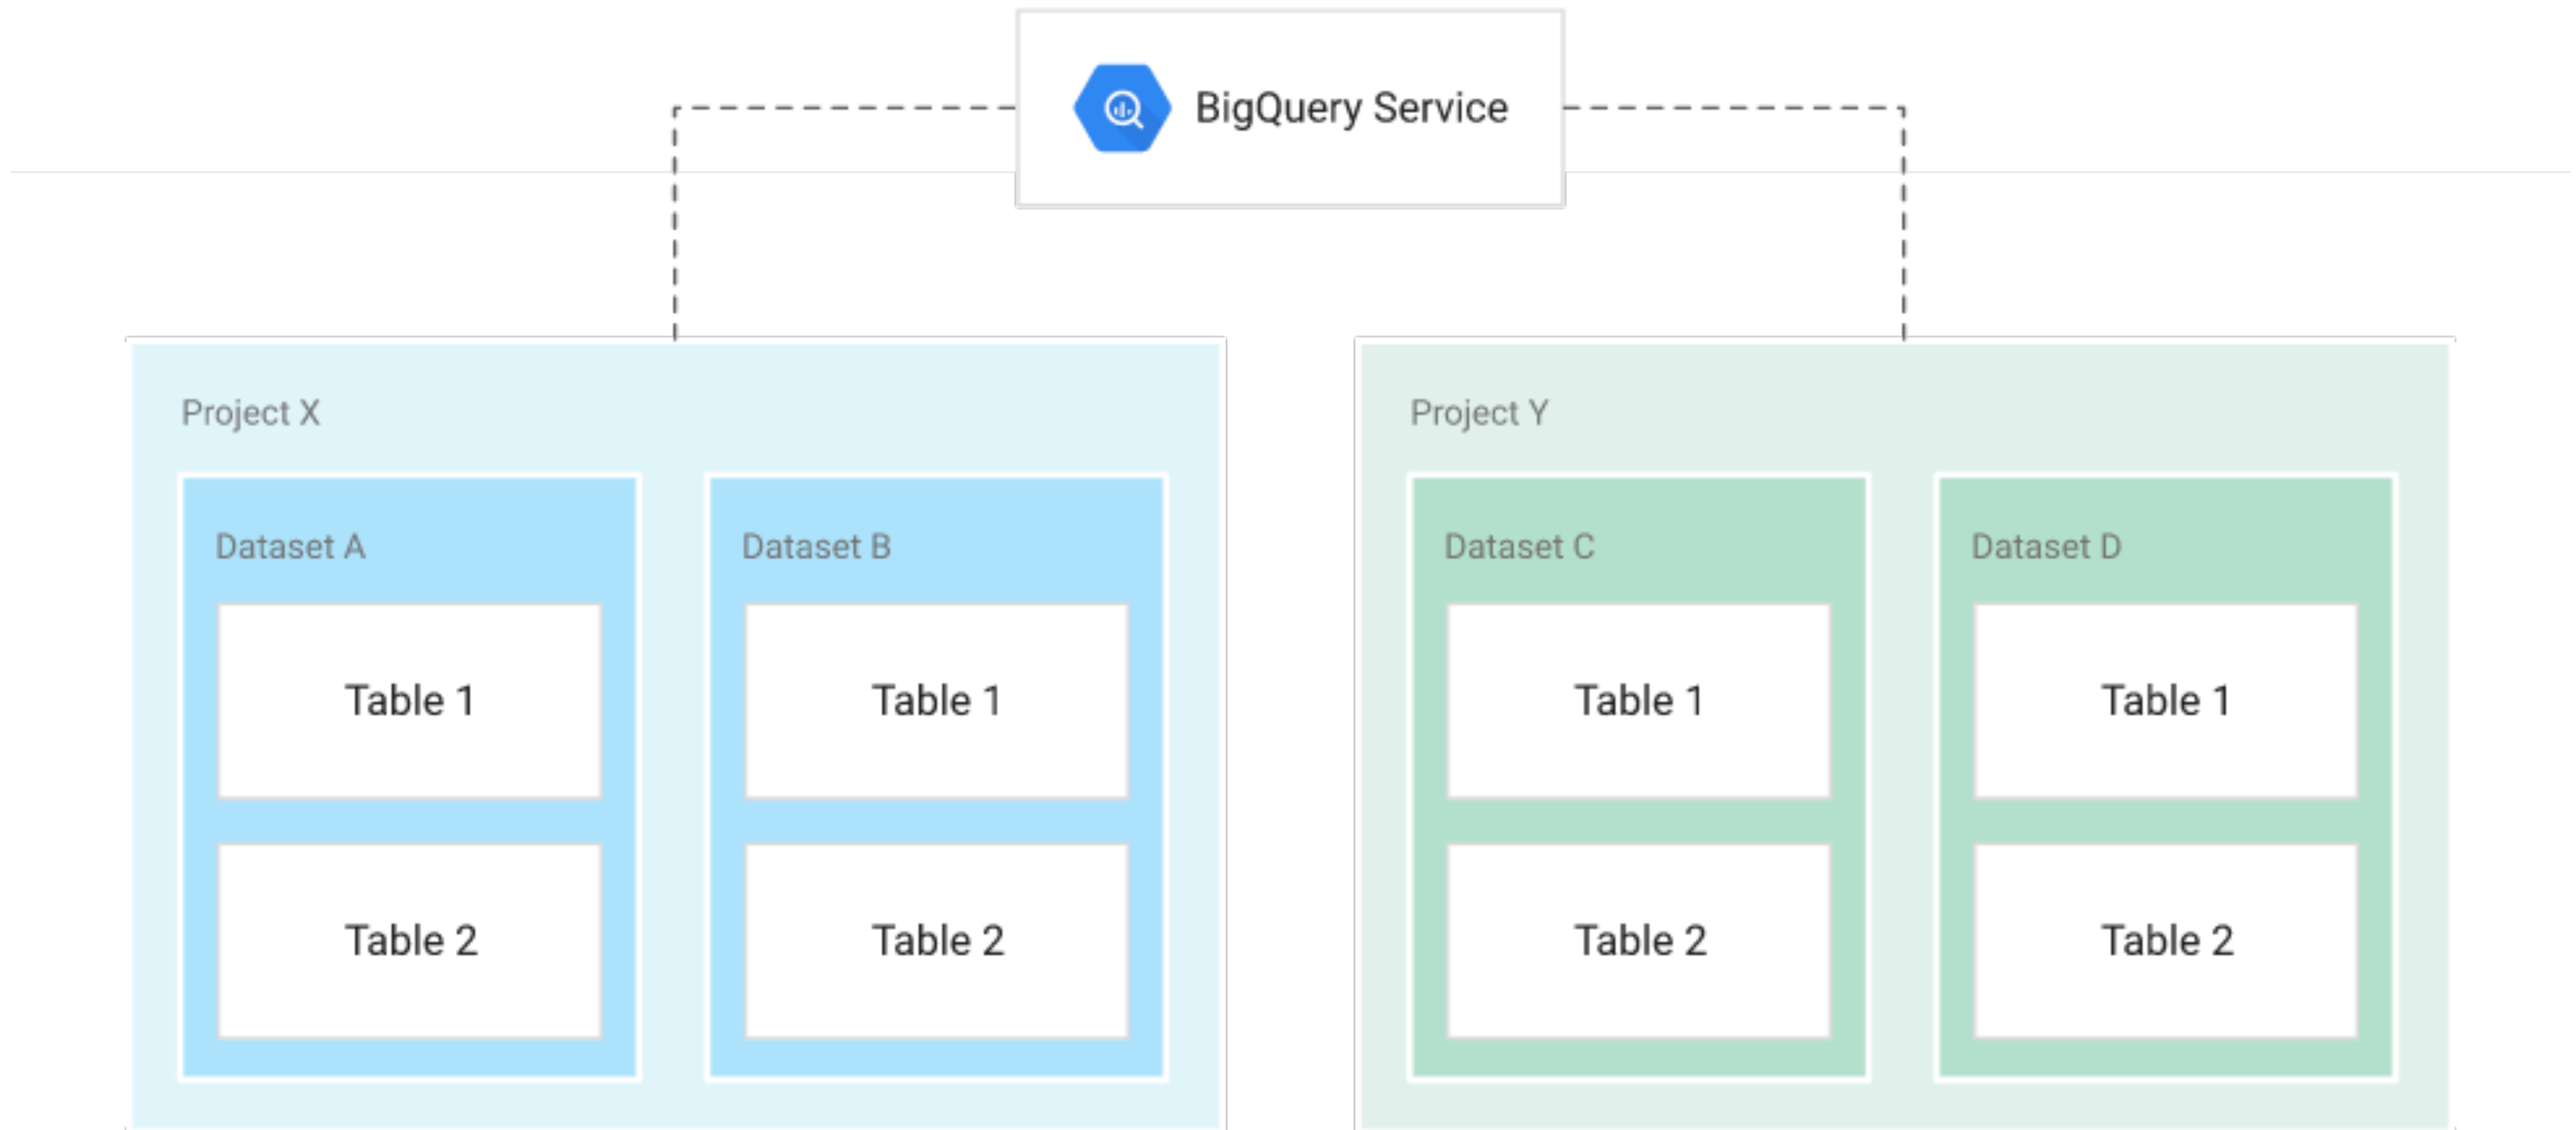 BigQuery Service
Project X
Dataset A
Table 1
Table 2
Dataset B
Table 1
Table 2
Project Y
Dataset C
Table 1
Table 2
Dataset D
Table 1
Table 2